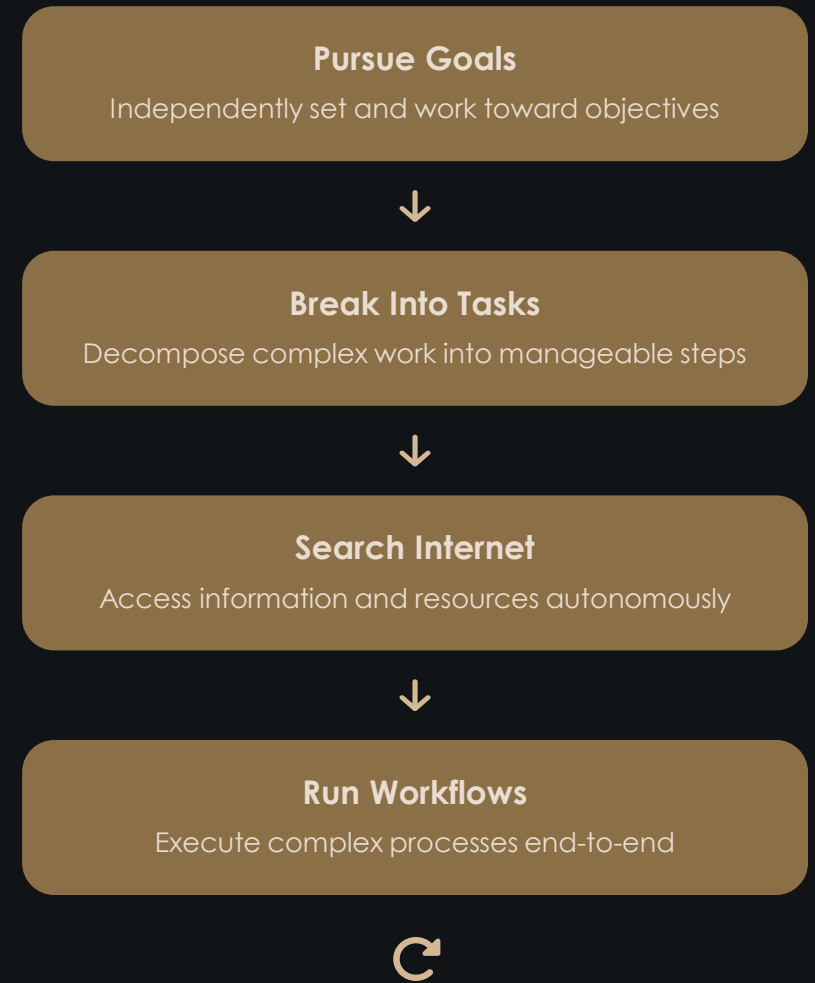 Pursue Goals
Independently set and work toward objectives
Break Into Tasks
Decompose complex work into manageable steps
Search Internet
Access information and resources autonomously
Run Workflows
Execute complex processes end-to-end